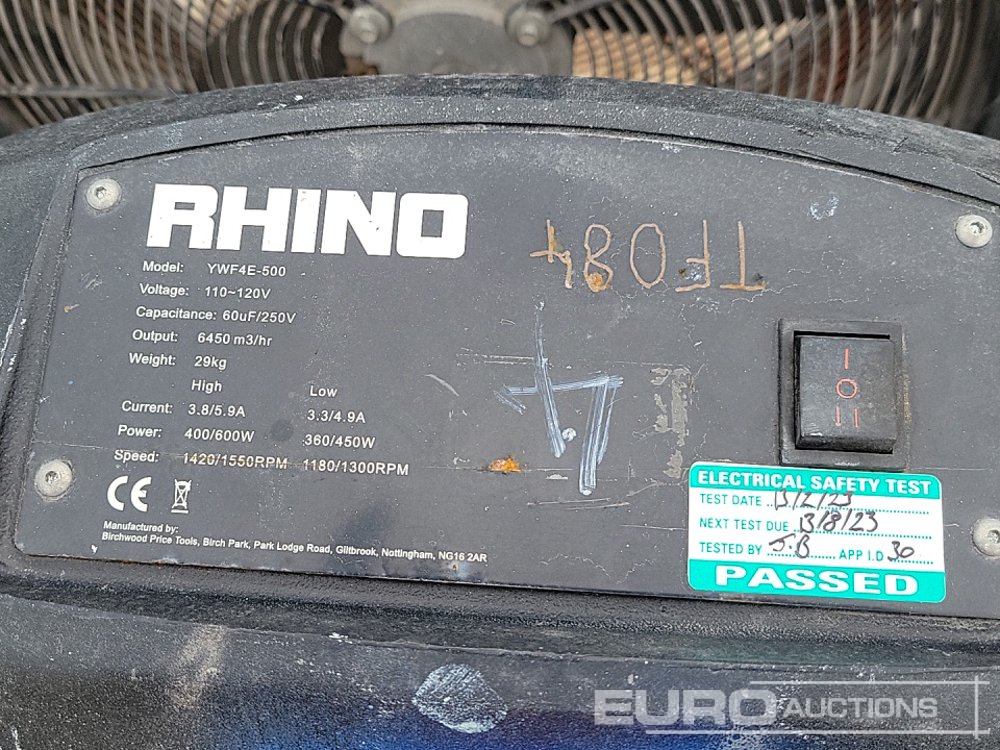 RHINO
Model: YWF4E-500
Voltage: 110~120V
Capacitance: 60uF/250V
Output: 6450 m3/hr
Weight: 29kg
High Low
Current: 3.8/5.9A 3.3/4.9A
Power: 400/600W 360/450W
Speed: 1420/1550RPM 1180/1300RPM
CE
Manufactured by:
Birchwood Price Tools, Birch Park, Park Lodge Road, Giltbrook, Nottingham, NG16 2AR
TF084
I
O
II
ELECTRICAL SAFETY TEST
TEST DATE 13/2/23
NEXT TEST DUE 13/8/23
TESTED BY J.B APP I.D 30
PASSED
EURO AUCTIONS